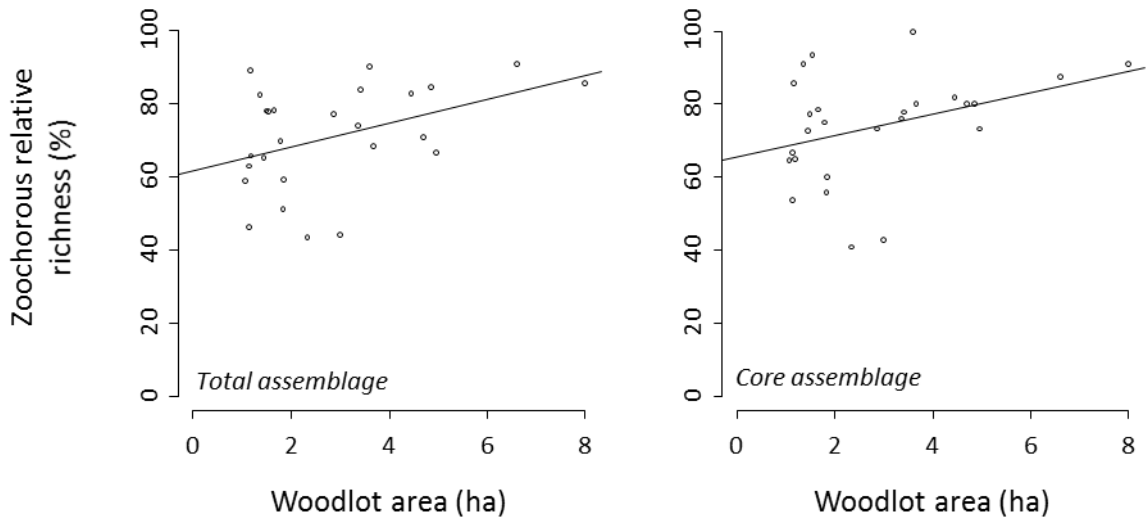 Zoochorous relative
richness (%)
100
80
60
40
20
0
Total assemblage
0 2 4 6 8
Woodlot area (ha)
100
80
60
40
20
0
Core assemblage
0 2 4 6 8
Woodlot area (ha)